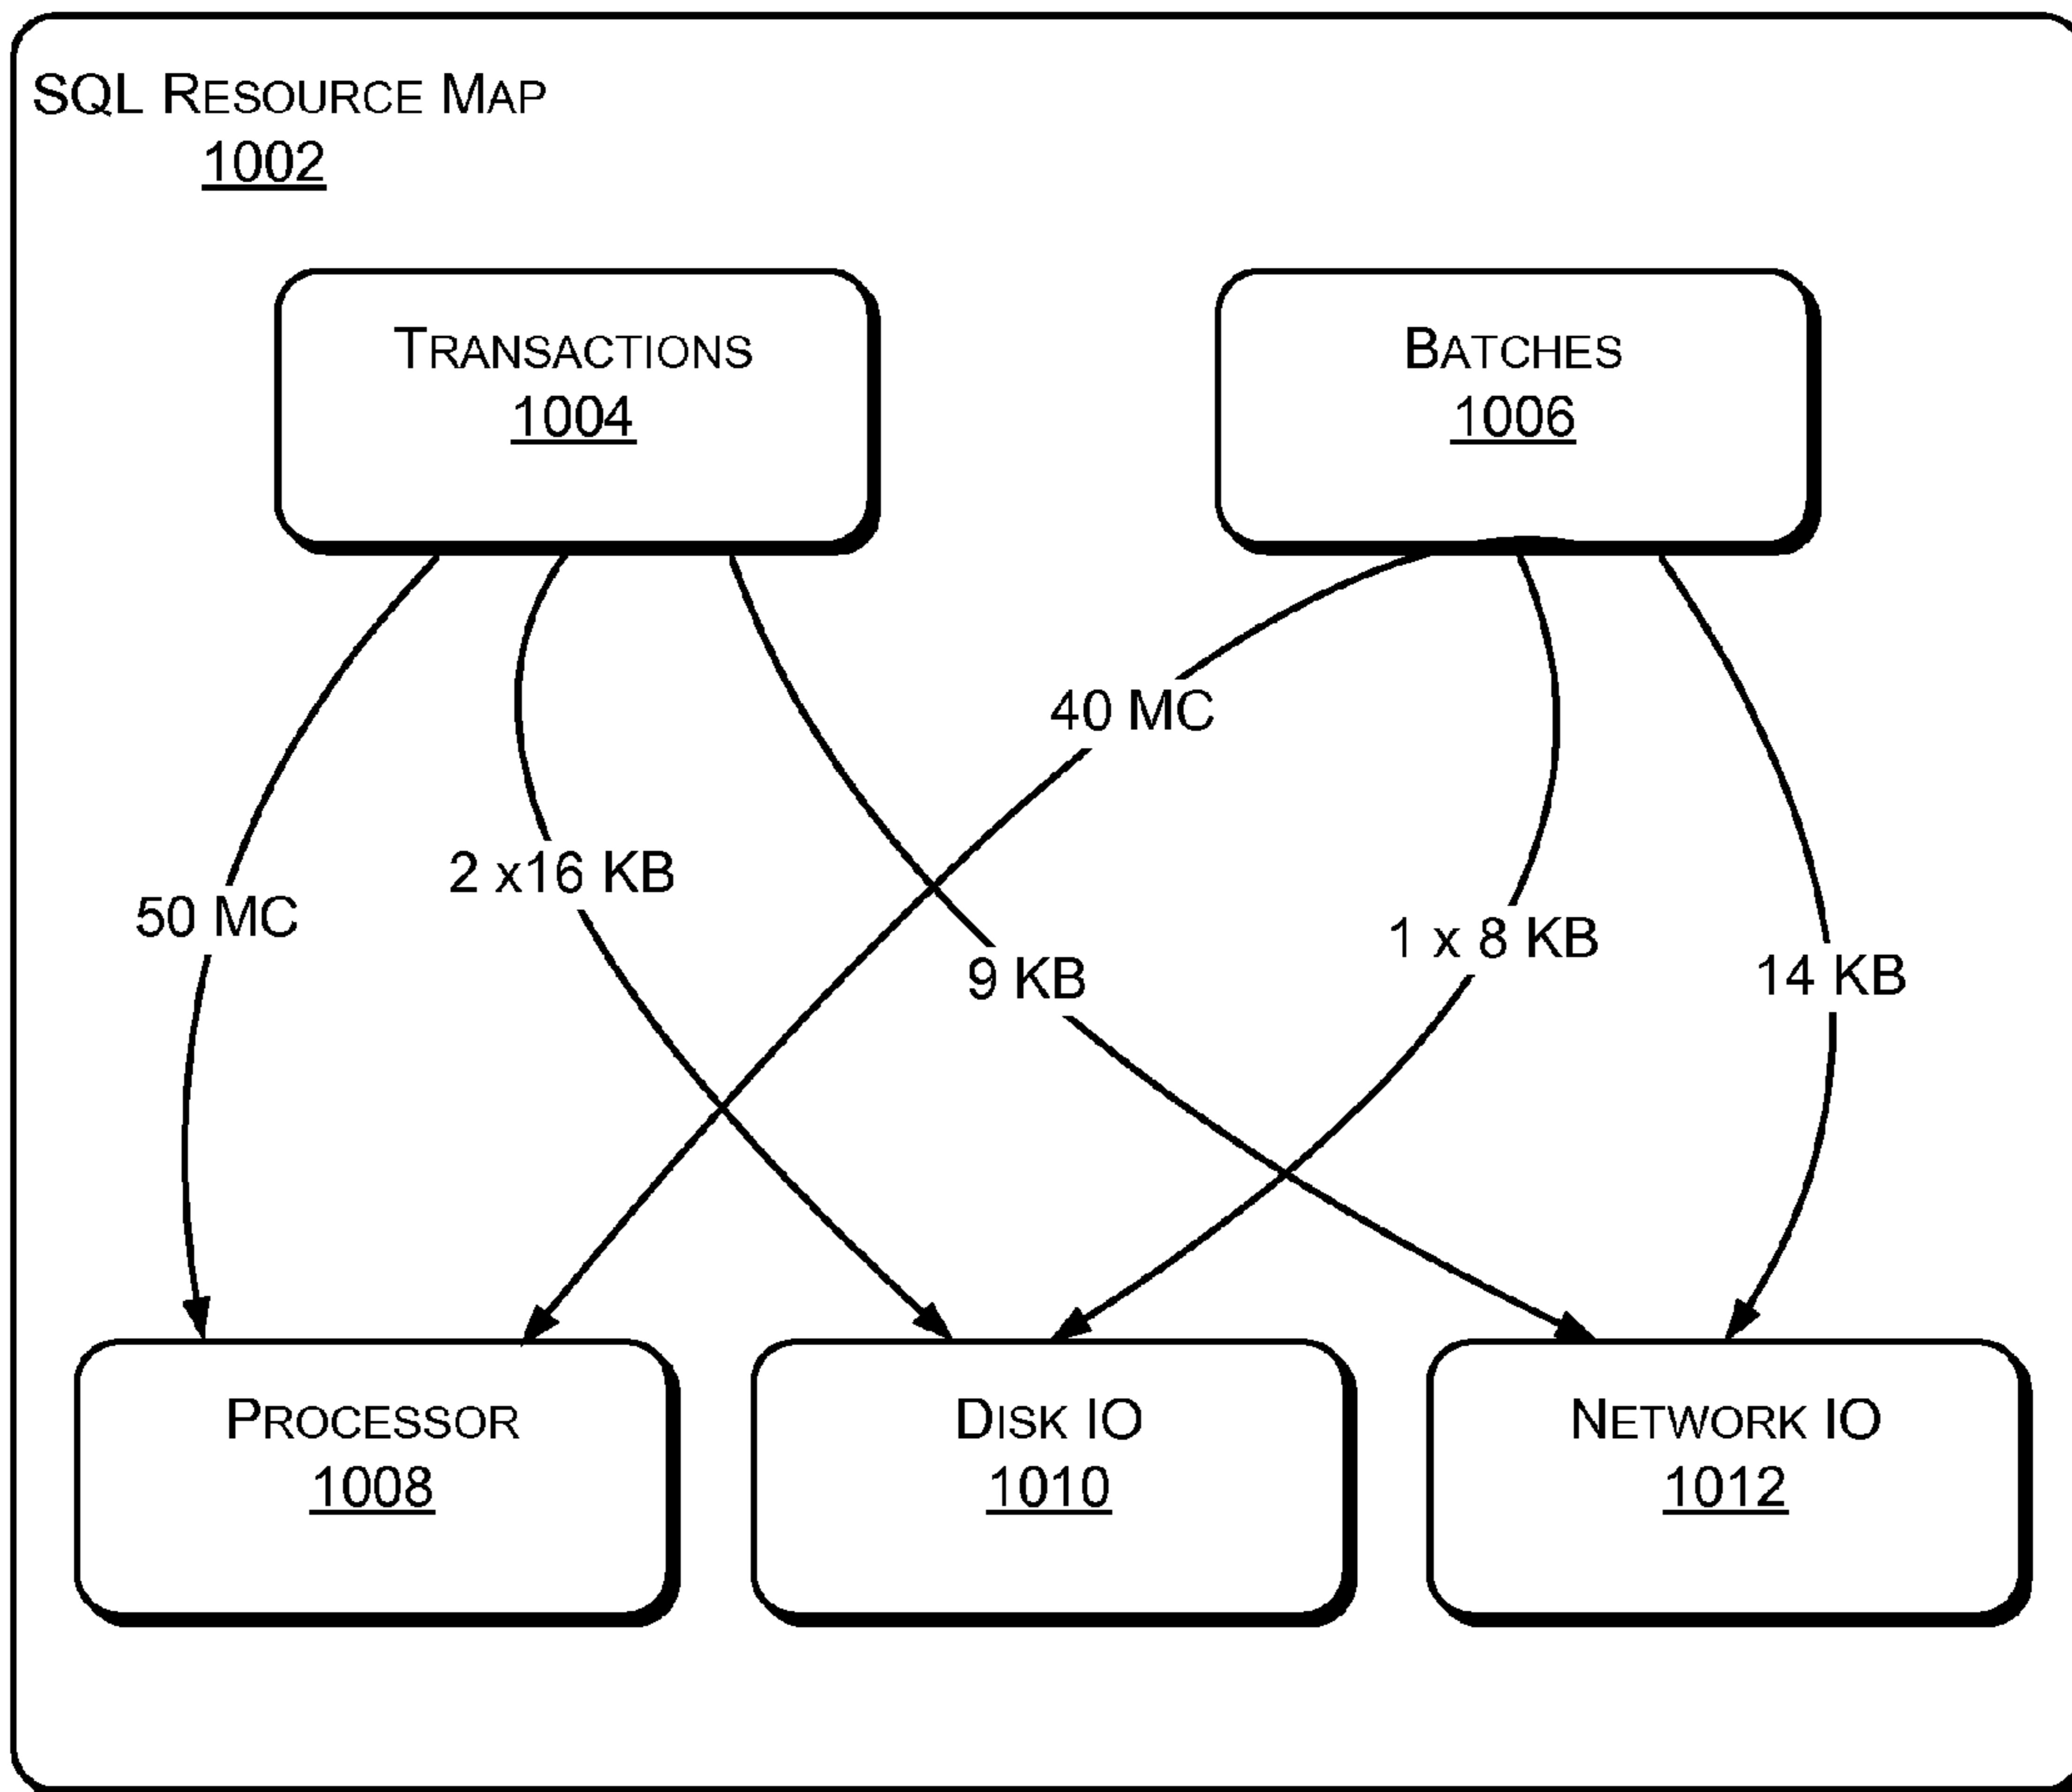 SQL RESOURCE MAP
1002
TRANSACTIONS
1004
BATCHES
1006
40 MC
2 x16 KB
50 MC
9 KB
1 x 8 KB
14 KB
PROCESSOR
1008
DISK IO
1010
NETWORK IO
1012